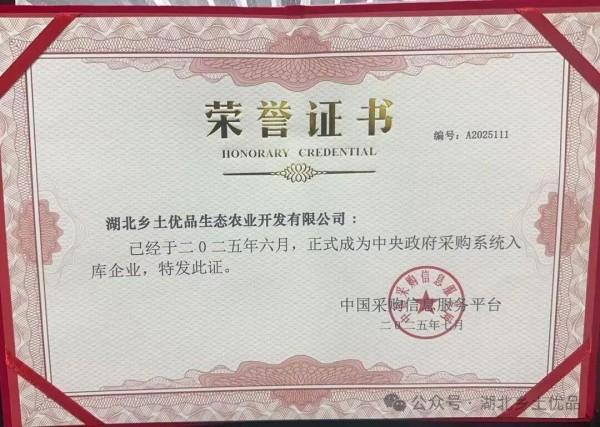 荣誉证书
编号：A2025111
HONORARY CREDENTIAL
湖北乡土优品生态农业开发有限公司：
已经于二〇二五年六月，正式成为中央政府采购系统入
库企业，特发此证。
中国采购信息服务平台
二〇二五年七月
公众号·湖北乡土优品